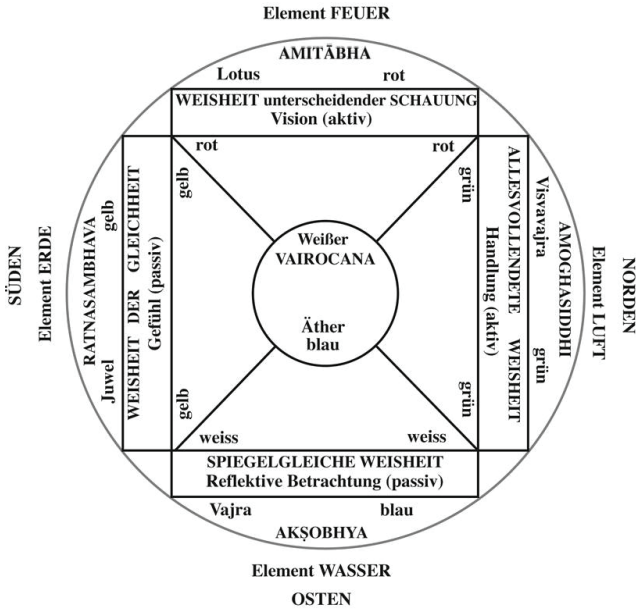 Element FEUER
AMITĀBHA
Lotus rot
WEISHEIT unterscheidender SCHAUUNG
Vision (aktiv)
rot rot
SÜDEN
Element ERDE
RATNASAMBHAVA
Juwel gelb
WEISHEIT DER GLEICHHEIT
Gefühl (passiv)
gelb gelb
Weißer
VAIROCANA
Äther
blau
grün grün
Handlung (aktiv)
ALLESVOLLENDETE WEISHEIT
Visvavajra grün
AMOGHASIDDHI
Element LUFT
NORDEN
weiss weiss
SPIEGELGLEICHE WEISHEIT
Reflektive Betrachtung (passiv)
Vajra blau
AKṢOBHYA
Element WASSER
OSTEN